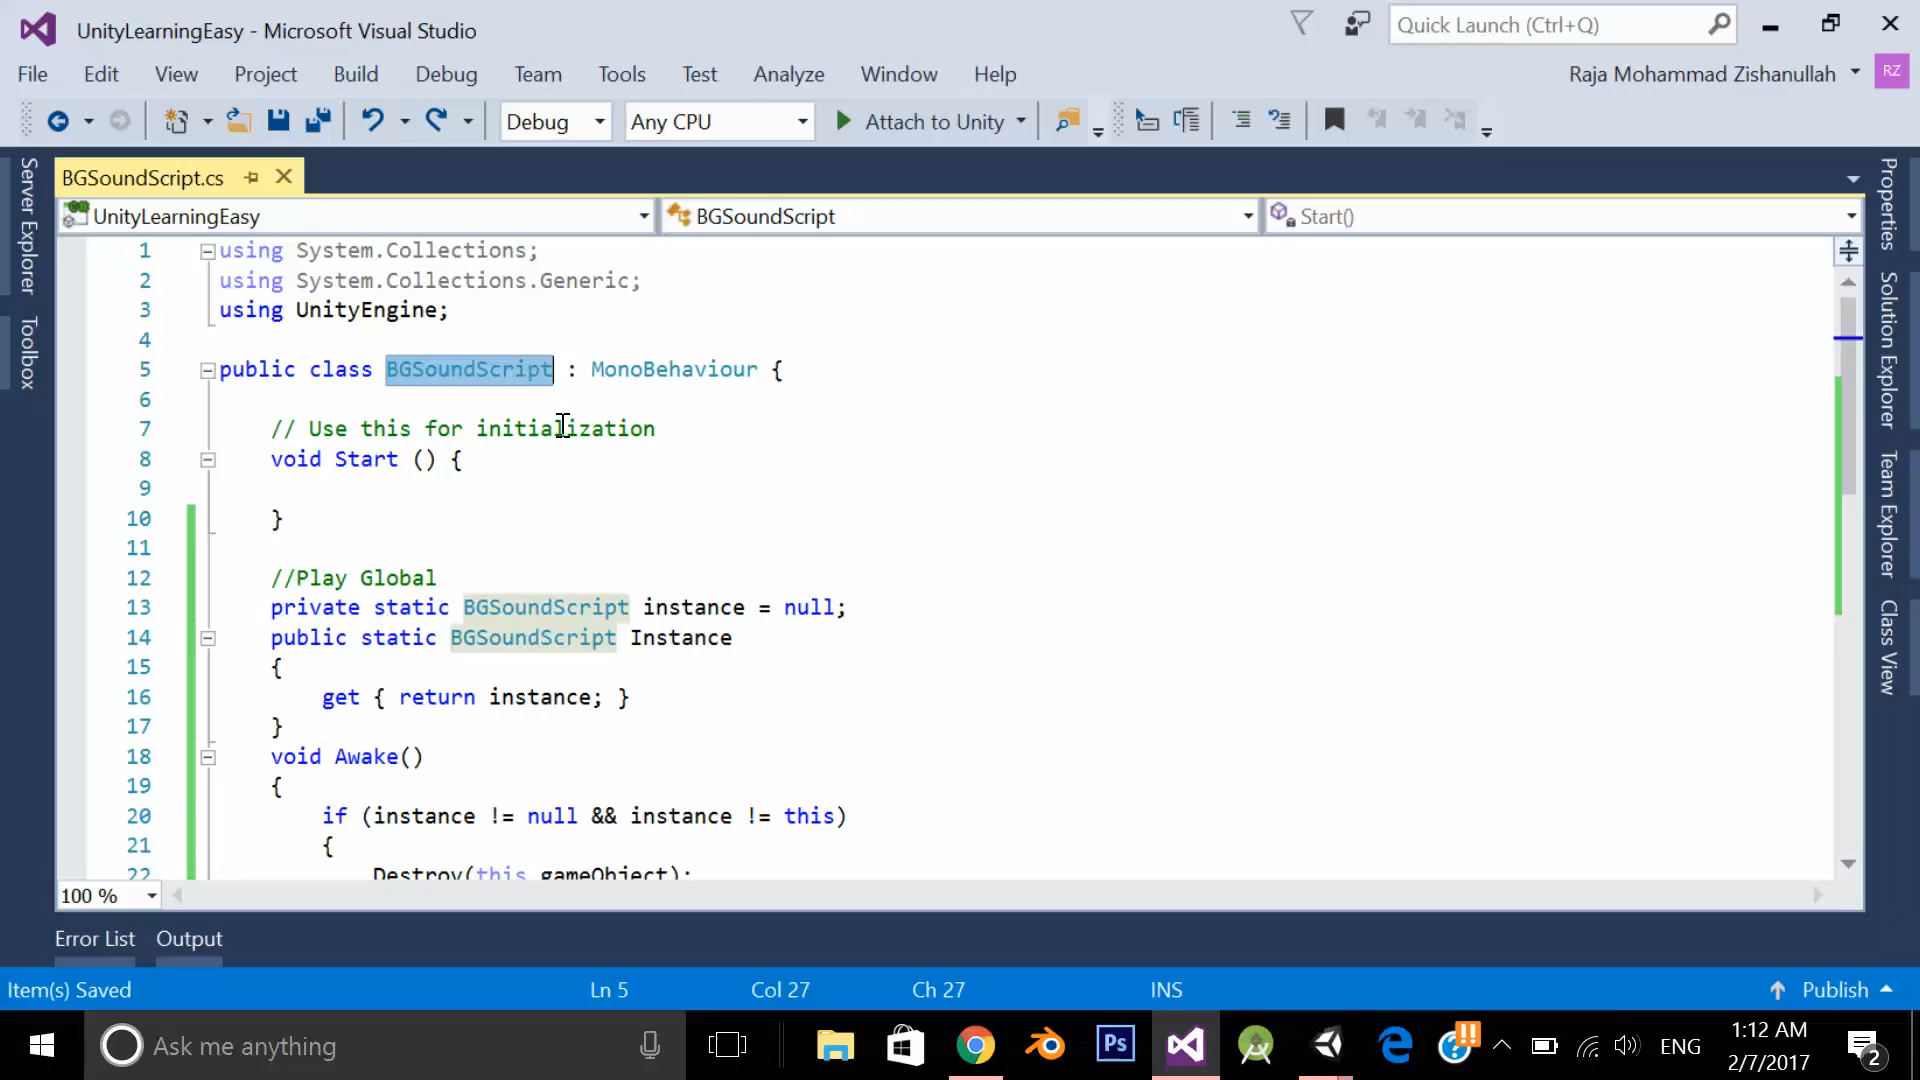 UnityLearningEasy - Microsoft Visual Studio
Quick Launch (Ctrl+Q)
File Edit View Project Build Debug Team Tools Test Analyze Window Help
Raja Mohammad Zishanullah RZ
Debug Any CPU Attach to Unity
Server Explorer
Toolbox
BGSoundScript.cs
UnityLearningEasy BGSoundScript Start()
1 using System.Collections;
2 using System.Collections.Generic;
3 using UnityEngine;
4
5 public class BGSoundScript : MonoBehaviour {
6
7 // Use this for initialization
8 void Start () {
9
10 }
11
12 //Play Global
13 private static BGSoundScript instance = null;
14 public static BGSoundScript Instance
15 {
16 get { return instance; }
17 }
18 void Awake()
19 {
20 if (instance != null && instance != this)
21 {
22 Destroy(this.gameObject);
Properties
Solution Explorer
Team Explorer
Class View
100 %
Error List Output
Item(s) Saved Ln 5 Col 27 Ch 27 INS Publish
Ask me anything
Ps
ENG
1:12 AM
2/7/2017
2